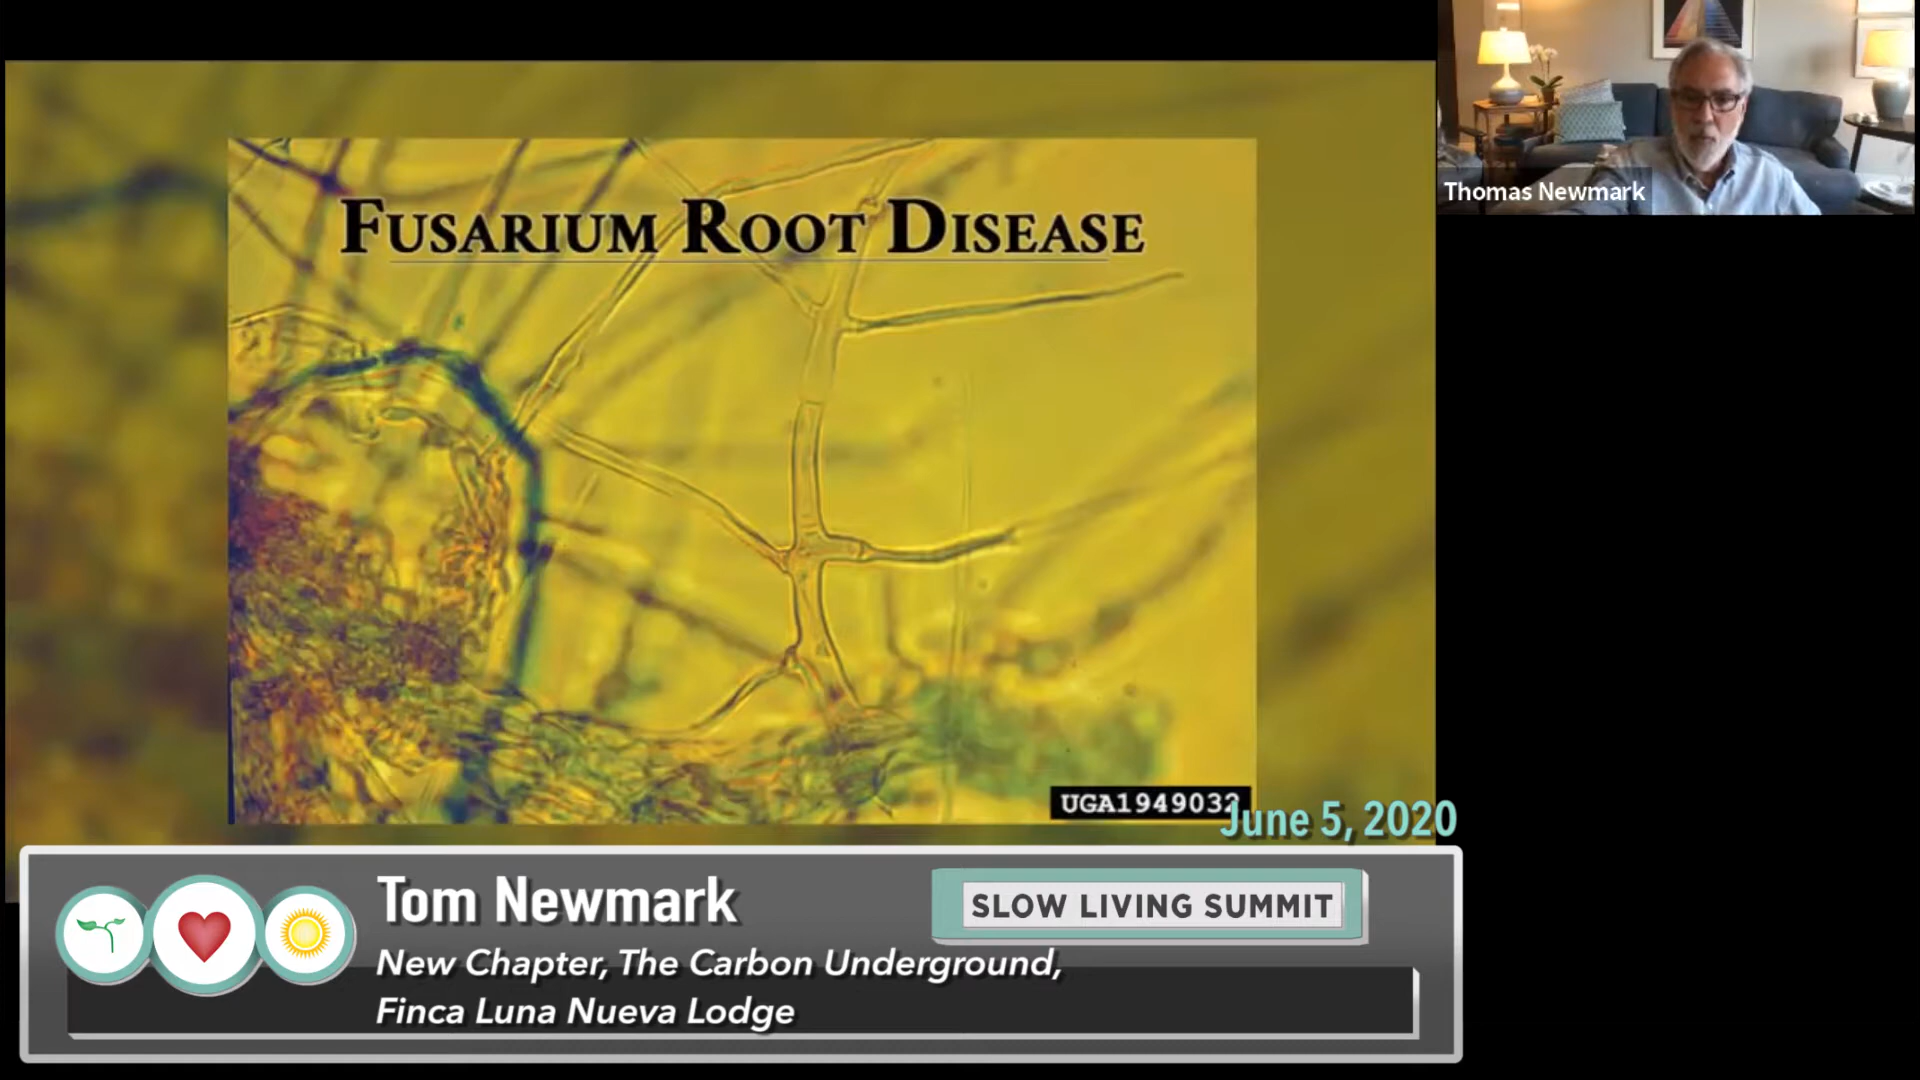 FUSARIUM ROOT DISEASE
Thomas Newmark
UGA1949032
June 5, 2020
Tom Newmark
SLOW LIVING SUMMIT
New Chapter, The Carbon Underground,
Finca Luna Nueva Lodge